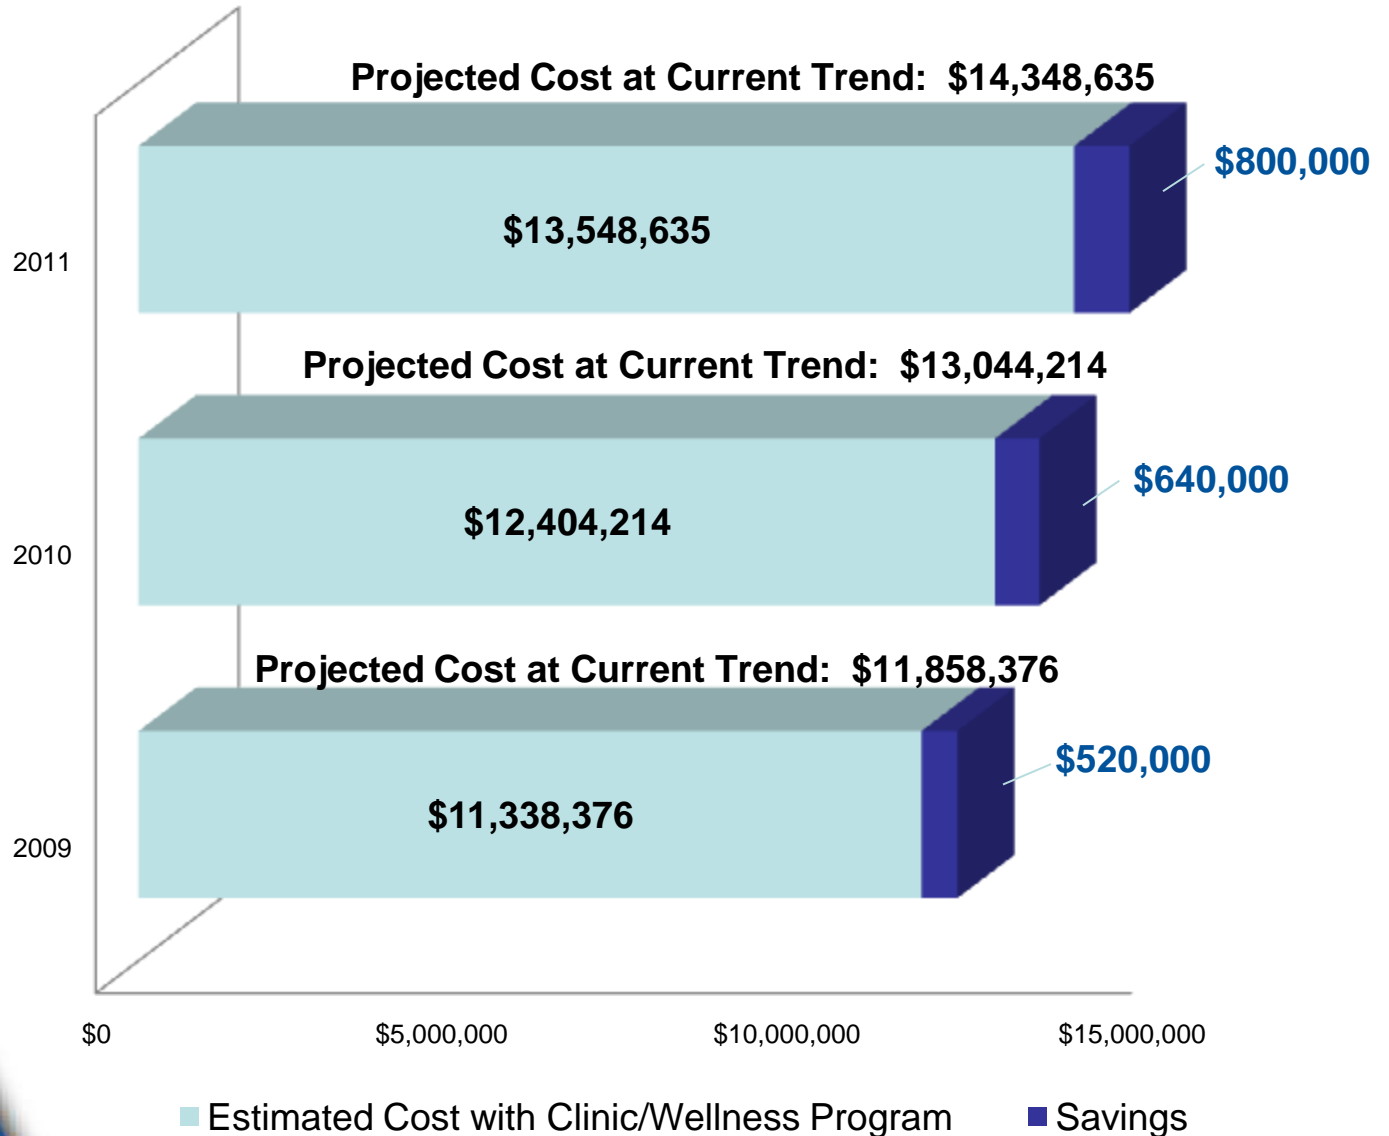 Projected Cost at Current Trend: $14,348,635
$800,000
$13,548,635
2011
Projected Cost at Current Trend: $13,044,214
$640,000
$12,404,214
2010
Projected Cost at Current Trend: $11,858,376
$520,000
$11,338,376
2009
$0 $5,000,000 $10,000,000 $15,000,000
Estimated Cost with Clinic/Wellness Program Savings